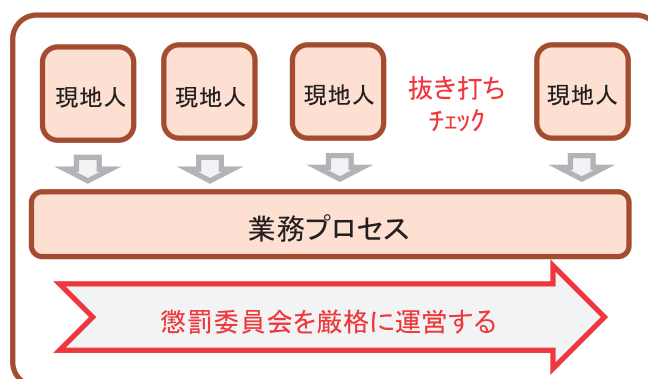 現地人
現地人
現地人
抜き打ち
チェック
現地人
業務プロセス
懲罰委員会を厳格に運営する